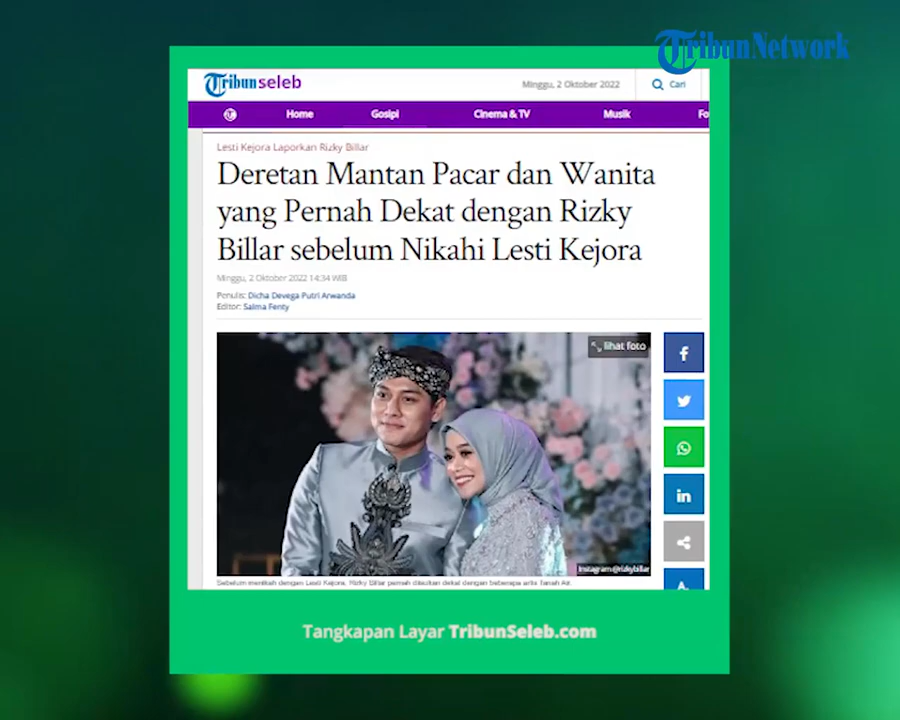 TribunNetwork
Tribunseleb
Minggu, 2 Oktober 2022
Cari
Home
Gosipi
Cinema & TV
Musik
Fo
Lesti Kejora Laporkan Rizky Billar
Deretan Mantan Pacar dan Wanita
yang Pernah Dekat dengan Rizky
Billar sebelum Nikahi Lesti Kejora
Minggu, 2 Oktober 2022 14:34 WIB
Penulis: Dicha Devega Putri Arwanda
Editor: Salma Fenty
lihat foto
Instagram @rizkybillar
Sebelum menikah dengan Lesti Kejora, Rizky Billar pernah dikabarkan dekat dengan beberapa artis Tanah Air.
Tangkapan Layar TribunSeleb.com